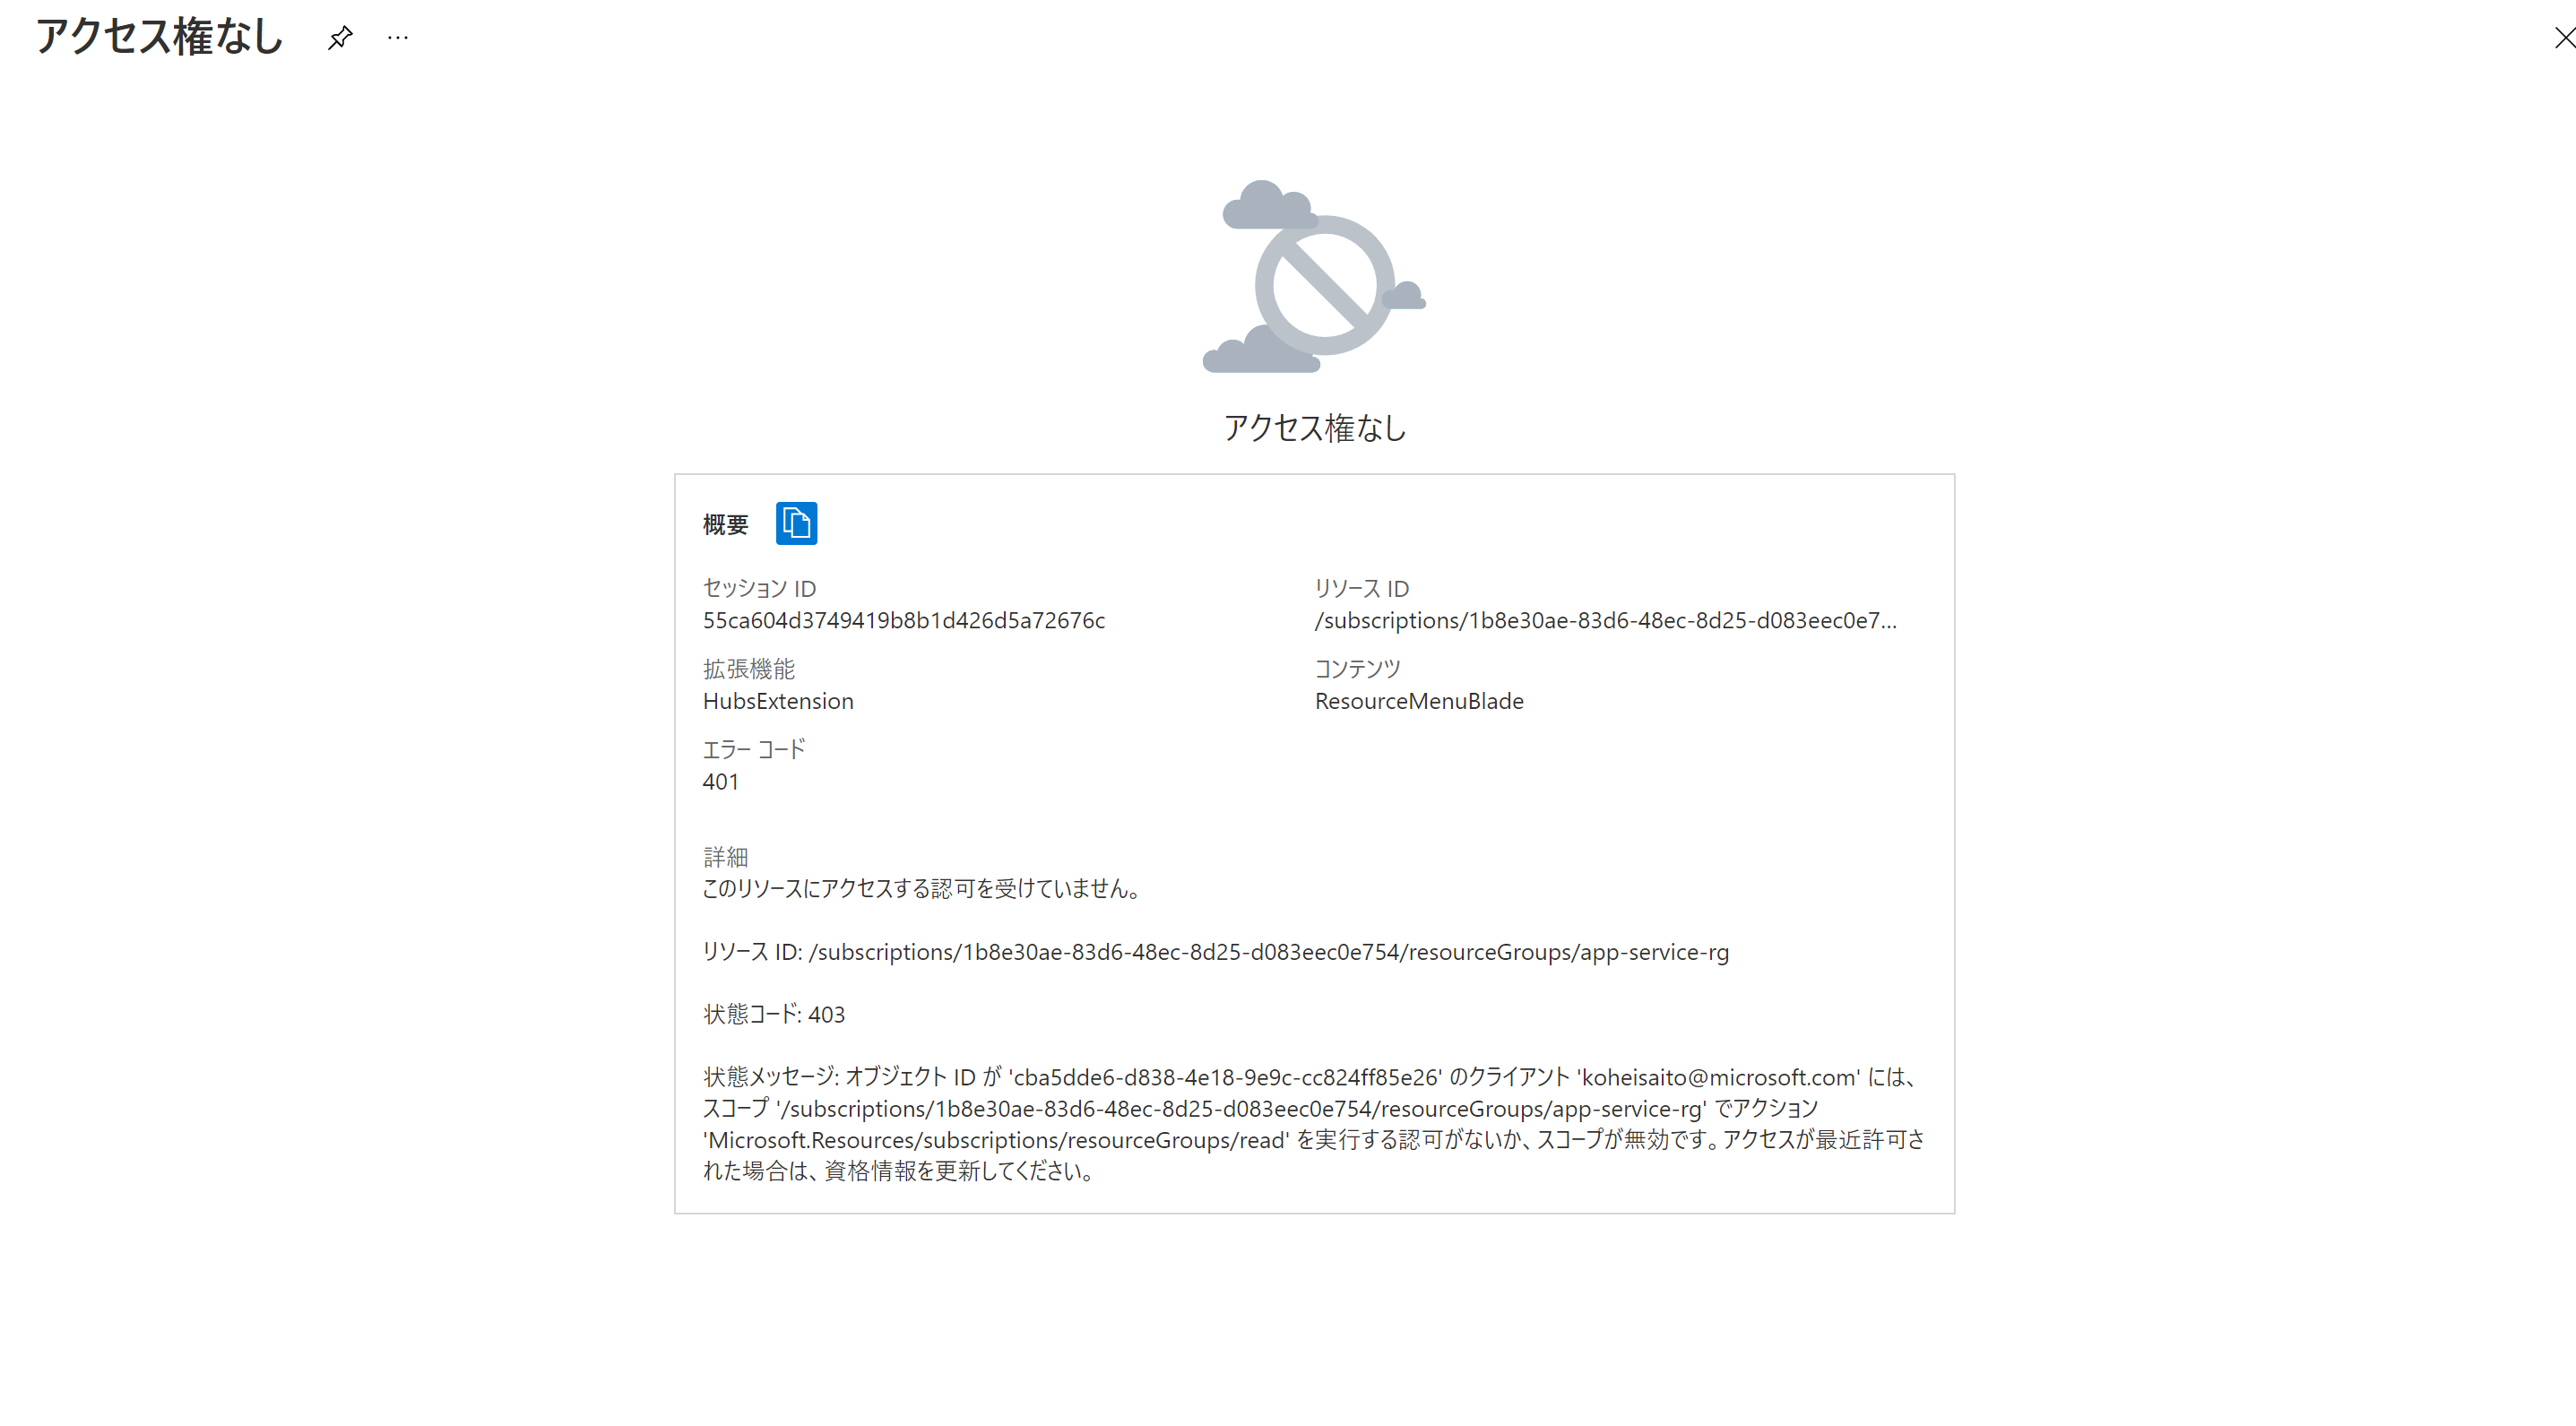 アクセス権なし
アクセス権なし
概要
セッション ID
55ca604d3749419b8b1d426d5a72676c
リソース ID
/subscriptions/1b8e30ae-83d6-48ec-8d25-d083eec0e7...
拡張機能
HubsExtension
コンテンツ
ResourceMenuBlade
エラー コード
401
詳細
このリソースにアクセスする認可を受けていません。
リソース ID: /subscriptions/1b8e30ae-83d6-48ec-8d25-d083eec0e754/resourceGroups/app-service-rg
状態コード: 403
状態メッセージ: オブジェクト ID が 'cba5dde6-d838-4e18-9e9c-cc824ff85e26' のクライアント 'koheisaito@microsoft.com' には、
スコープ '/subscriptions/1b8e30ae-83d6-48ec-8d25-d083eec0e754/resourceGroups/app-service-rg' でアクション
'Microsoft.Resources/subscriptions/resourceGroups/read' を実行する認可がないか、スコープが無効です。アクセスが最近許可さ
れた場合は、資格情報を更新してください。